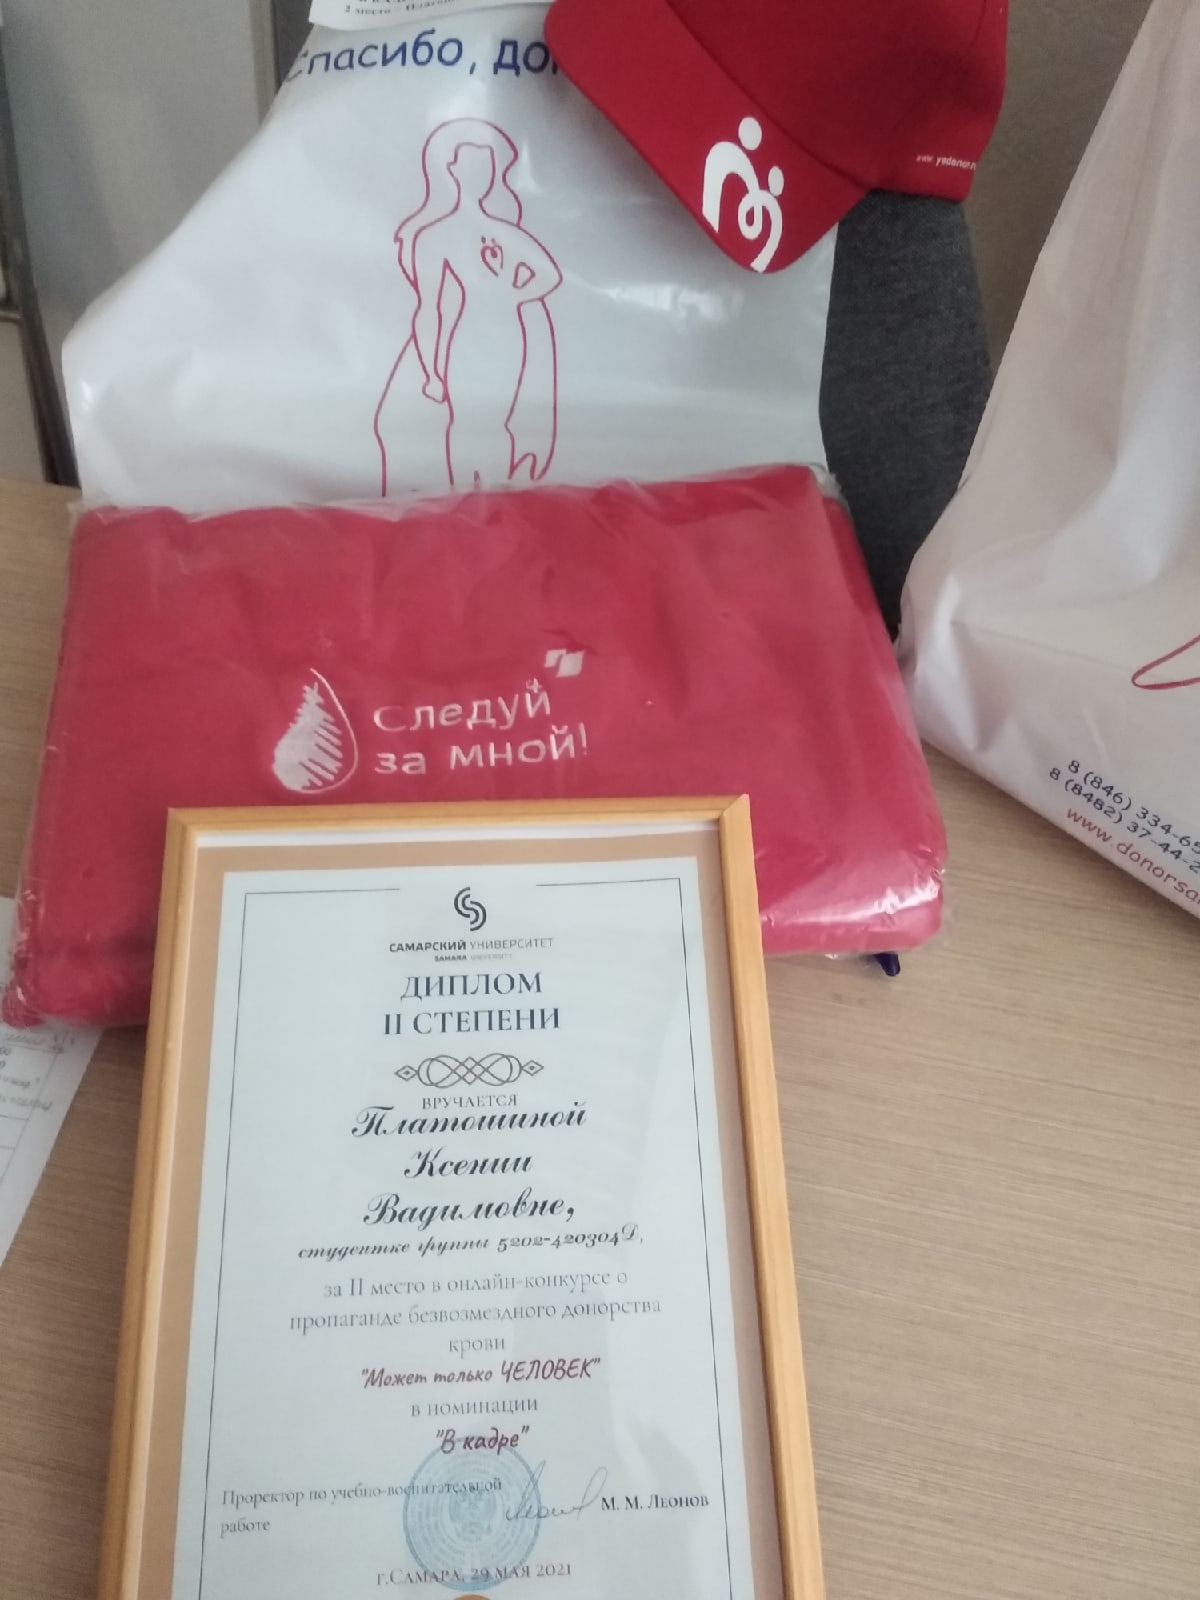 2 место
Спасибо,
Следуй
за мной!
8 (846) 334-65
8 (8482) 37-44-2
www.donorsa
САМАРСКИЙ УНИВЕРСИТЕТ
SAMARA UNIVERSITY
ДИПЛОМ
II СТЕПЕНИ
ВРУЧАЕТСЯ
Платошиной
Ксении
Вадимовне,
студентке группы 5202-420304D,
за II место в онлайн-конкурсе о
пропаганде безвозмездного донорства
крови
"Может только ЧЕЛОВЕК"
в номинации
"В кадре"
Проректор по учебно-воспитательной
работе
М. М. Леонов
г.Самара, 29 мая 2021